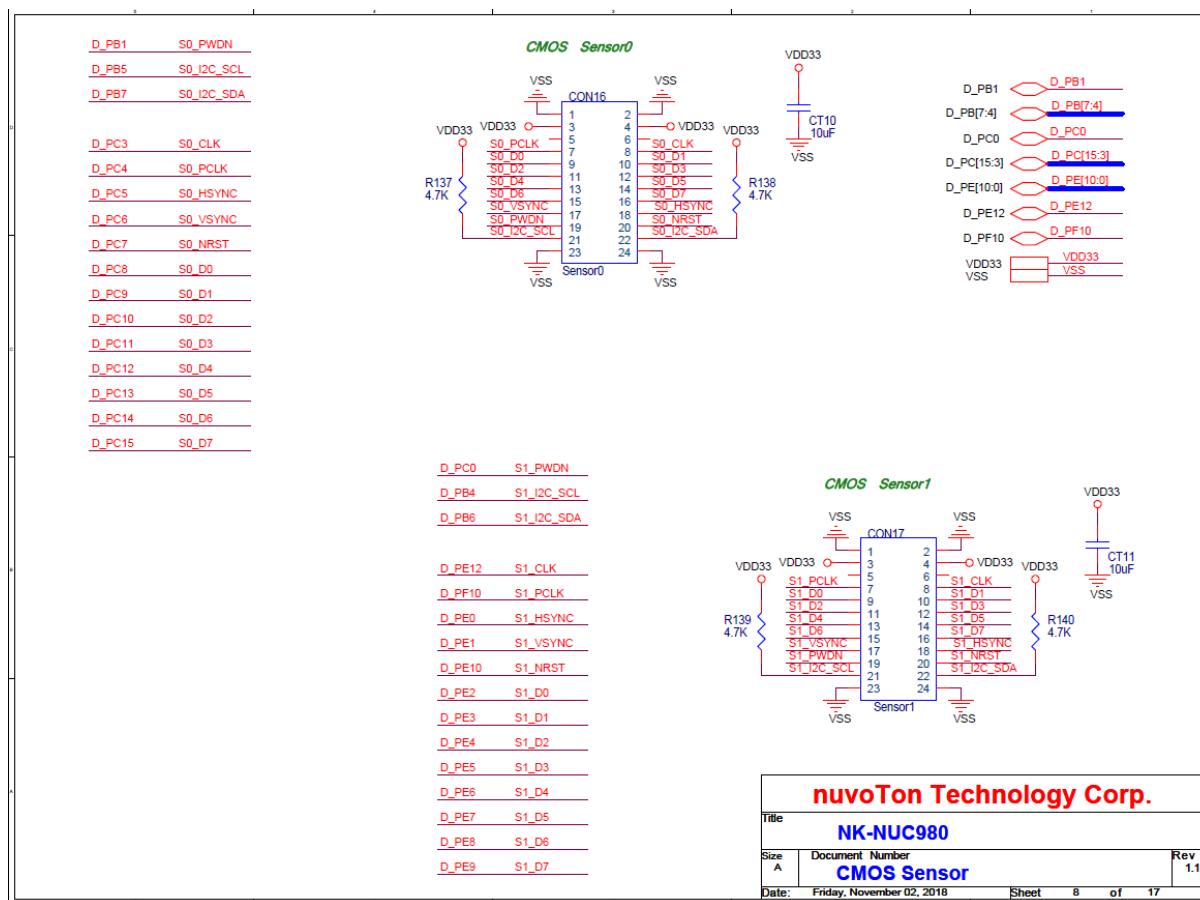 D_PB1 S0_PWDN
D_PB5 S0_I2C_SCL
D_PB7 S0_I2C_SDA
D_PC3 S0_CLK
D_PC4 S0_PCLK
D_PC5 S0_HSYNC
D_PC6 S0_VSYNC
D_PC7 S0_NRST
D_PC8 S0_D0
D_PC9 S0_D1
D_PC10 S0_D2
D_PC11 S0_D3
D_PC12 S0_D4
D_PC13 S0_D5
D_PC14 S0_D6
D_PC15 S0_D7
CMOS Sensor0
VSS VSS
CON16
1 2
VDD33 VDD33 3 4 VDD33 VDD33
5 6
S0_PCLK 7 8 S0_CLK
S0_D0 9 10 S0_D1
S0_D2 11 12 S0_D3
S0_D4 13 14 S0_D5
S0_D6 15 16 S0_D7
S0_VSYNC 17 18 S0_HSYNC
S0_PWDN 19 20 S0_NRST
S0_I2C_SCL 21 22 S0_I2C_SDA
23 24
R137
4.7K
R138
4.7K
Sensor0
VSS VSS
VDD33
CT10
10uF
VSS
D_PB1 D_PB1
D_PB[7:4] D_PB[7:4]
D_PC0 D_PC0
D_PC[15:3] D_PC[15:3]
D_PE[10:0] D_PE[10:0]
D_PE12 D_PE12
D_PF10 D_PF10
VDD33 VDD33
VSS VSS
D_PC0 S1_PWDN
D_PB4 S1_I2C_SCL
D_PB6 S1_I2C_SDA
D_PE12 S1_CLK
D_PF10 S1_PCLK
D_PE0 S1_HSYNC
D_PE1 S1_VSYNC
D_PE10 S1_NRST
D_PE2 S1_D0
D_PE3 S1_D1
D_PE4 S1_D2
D_PE5 S1_D3
D_PE6 S1_D4
D_PE7 S1_D5
D_PE8 S1_D6
D_PE9 S1_D7
CMOS Sensor1
VSS VSS
CON17
1 2
VDD33 VDD33 3 4 VDD33 VDD33
5 6
S1_PCLK 7 8 S1_CLK
S1_D0 9 10 S1_D1
S1_D2 11 12 S1_D3
S1_D4 13 14 S1_D5
S1_D6 15 16 S1_D7
S1_VSYNC 17 18 S1_HSYNC
S1_PWDN 19 20 S1_NRST
S1_I2C_SCL 21 22 S1_I2C_SDA
23 24
R139
4.7K
R140
4.7K
Sensor1
VSS VSS
VDD33
CT11
10uF
VSS
nuvoTon Technology Corp.
Title
NK-NUC980
Size Document Number Rev
A CMOS Sensor 1.1
Date: Friday, November 02, 2018 Sheet 8 of 17